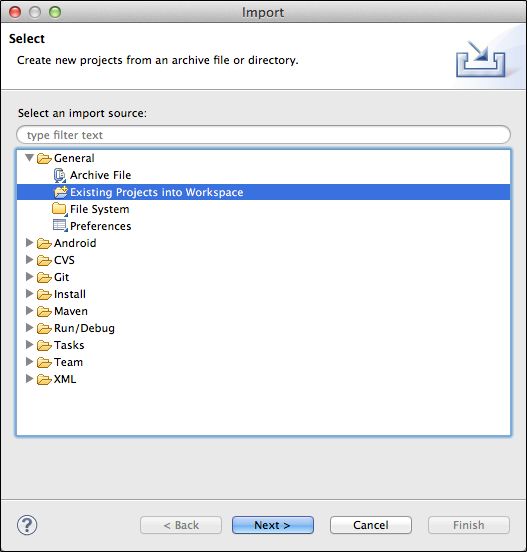 Import
Select
Create new projects from an archive file or directory.
Select an import source:
type filter text
General
Archive File
Existing Projects into Workspace
File System
Preferences
Android
CVS
Git
Install
Maven
Run/Debug
Tasks
Team
XML
? < Back Next > Cancel Finish